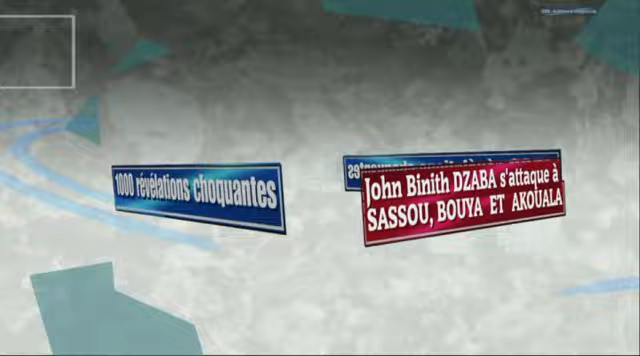 1000 révélations choquantes
John Binith DZABA s'attaque à
SASSOU, BOUYA ET AKOUALA